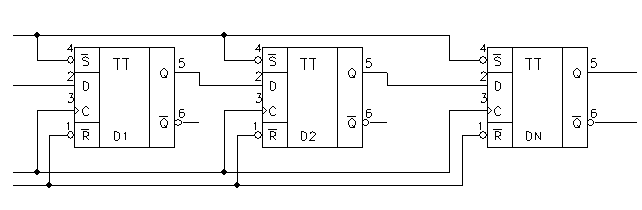 4 S̅ TT 5 Q 2 D 3 C 6 Q̅ 1 R̅ D1
4 S̅ TT 5 Q 2 D 3 C 6 Q̅ 1 R̅ D2
4 S̅ TT 5 Q 2 D 3 C 6 Q̅ 1 R̅ DN